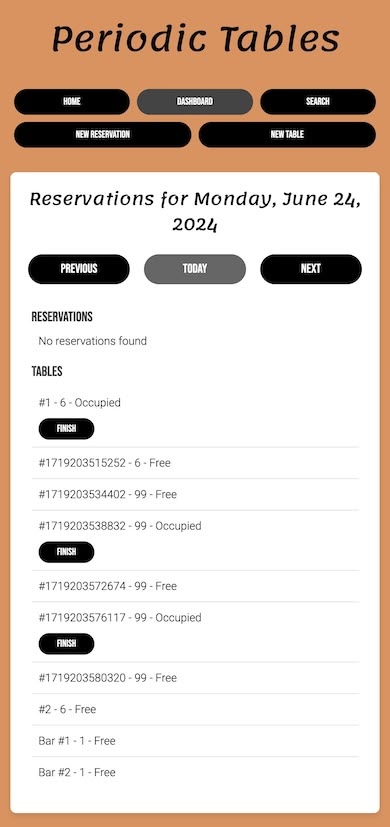 Periodic Tables
HOME DASHBOARD SEARCH
NEW RESERVATION NEW TABLE
Reservations for Monday, June 24,
2024
PREVIOUS TODAY NEXT
RESERVATIONS
No reservations found
TABLES
#1 - 6 - Occupied
FINISH
#1719203515252 - 6 - Free
#1719203534402 - 99 - Free
#1719203538832 - 99 - Occupied
FINISH
#1719203572674 - 99 - Free
#1719203576117 - 99 - Occupied
FINISH
#1719203580320 - 99 - Free
#2 - 6 - Free
Bar #1 - 1 - Free
Bar #2 - 1 - Free